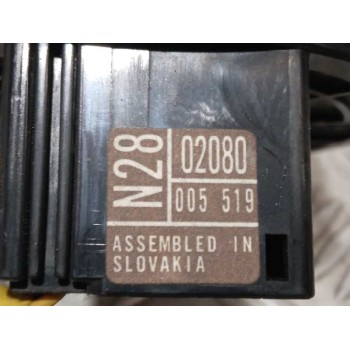 N28
02080
005 519
ASSEMBLED IN
SLOVAKIA